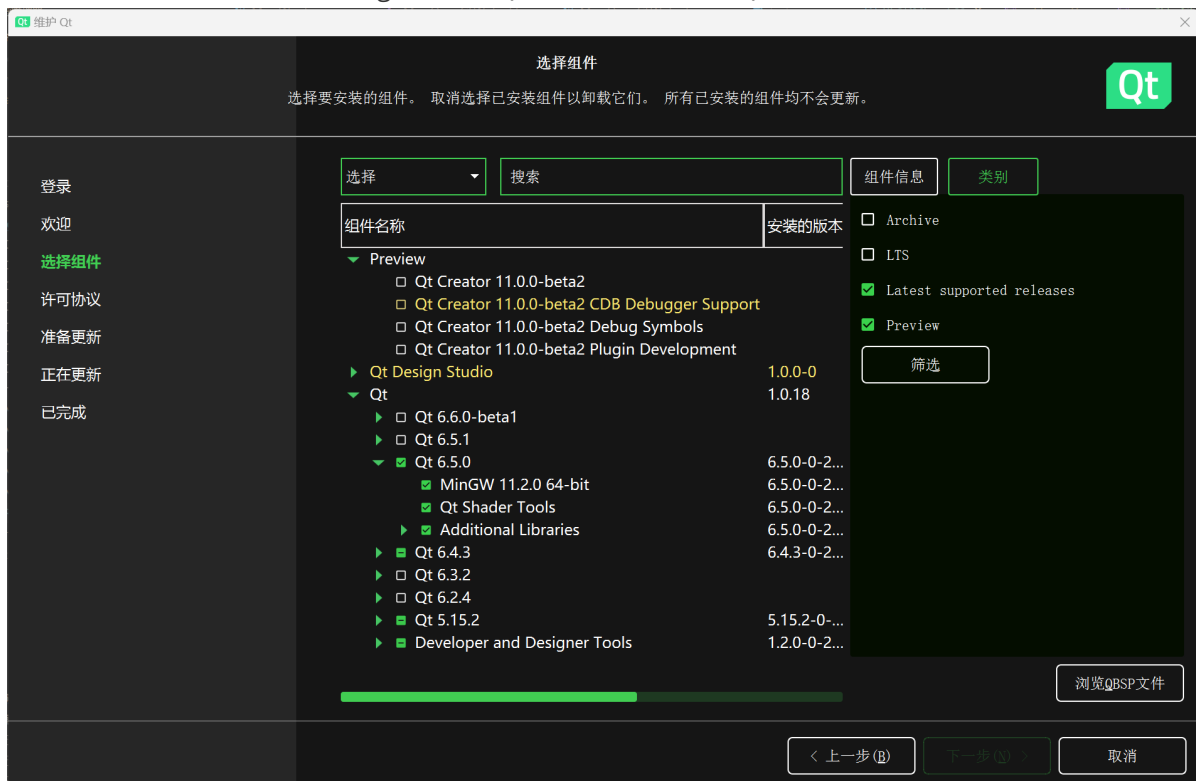 维护 Qt
选择组件
选择要安装的组件。 取消选择已安装组件以卸载它们。 所有已安装的组件均不会更新。
Qt
登录
欢迎
选择组件
许可协议
准备更新
正在更新
已完成
选择
搜索
组件信息
类别
组件名称 安装的版本
Preview
Qt Creator 11.0.0-beta2
Qt Creator 11.0.0-beta2 CDB Debugger Support
Qt Creator 11.0.0-beta2 Debug Symbols
Qt Creator 11.0.0-beta2 Plugin Development
Qt Design Studio 1.0.0-0
Qt 1.0.18
Qt 6.6.0-beta1
Qt 6.5.1
Qt 6.5.0 6.5.0-0-2...
MinGW 11.2.0 64-bit 6.5.0-0-2...
Qt Shader Tools 6.5.0-0-2...
Additional Libraries 6.5.0-0-2...
Qt 6.4.3 6.4.3-0-2...
Qt 6.3.2
Qt 6.2.4
Qt 5.15.2 5.15.2-0-...
Developer and Designer Tools 1.2.0-0-2...
Archive
LTS
Latest supported releases
Preview
筛选
浏览QBSP文件
< 上一步(B)
下一步(N) >
取消